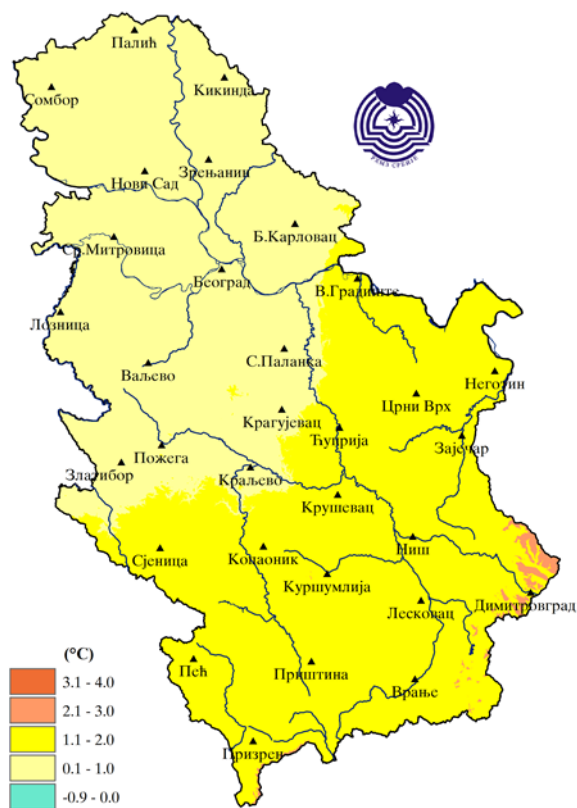 Палић
Кикинда
Сомбор
Зрењанин
Нови Сад
Б.Карловац
Ср.Митровица
Београд
В.Градиште
Лозница
С.Паланка
Ваљево
Неготин
Црни Врх
Крагујевац
Ћуприја
Зајечар
Пожега
Златибор
Краљево
Крушевац
Ниш
Сјеница
Копаоник
Куршумлија
Лесковац
Димитровград
(°C)
Пећ
Приштина
Врање
3.1 - 4.0
2.1 - 3.0
1.1 - 2.0
Призрен
0.1 - 1.0
-0.9 - 0.0